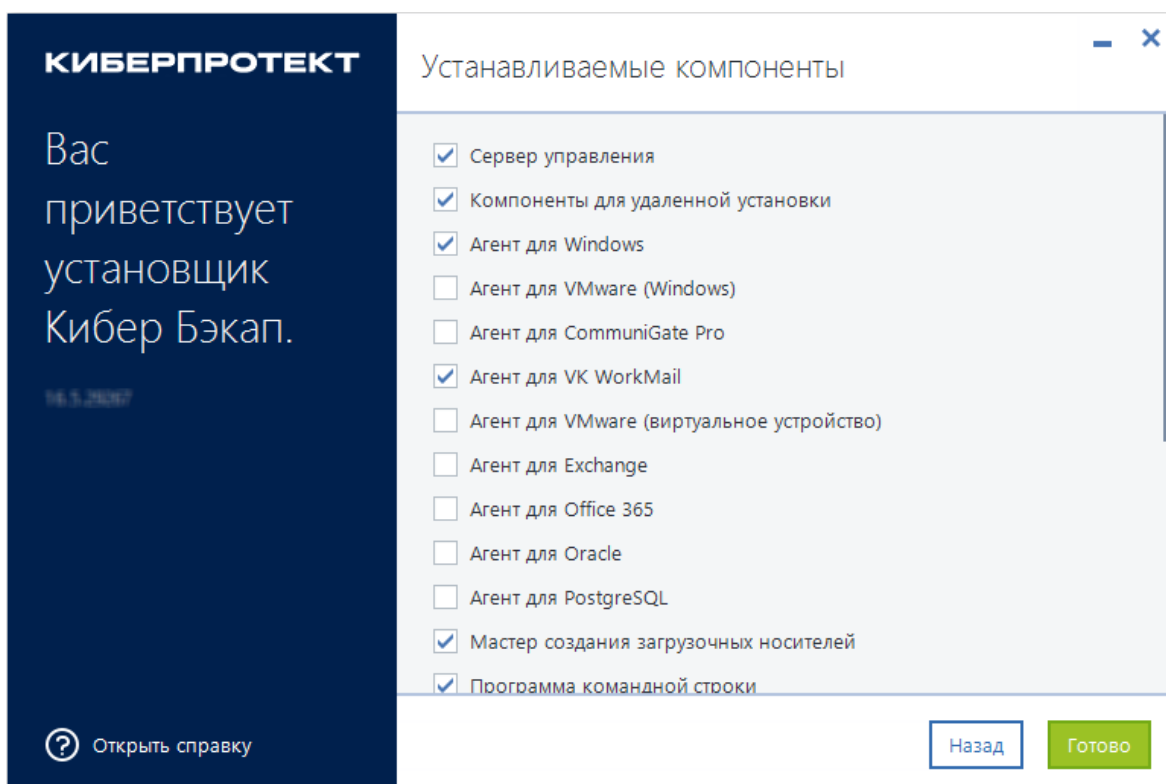 КИБЕРПРОТЕКТ
Вас
приветствует
установщик
Кибер Бэкап.
Открыть справку
Устанавливаемые компоненты
Сервер управления
Компоненты для удаленной установки
Агент для Windows
Агент для VMware (Windows)
Агент для CommuniGate Pro
Агент для VK WorkMail
Агент для VMware (виртуальное устройство)
Агент для Exchange
Агент для Office 365
Агент для Oracle
Агент для PostgreSQL
Мастер создания загрузочных носителей
Программа командной строки
Назад
Готово